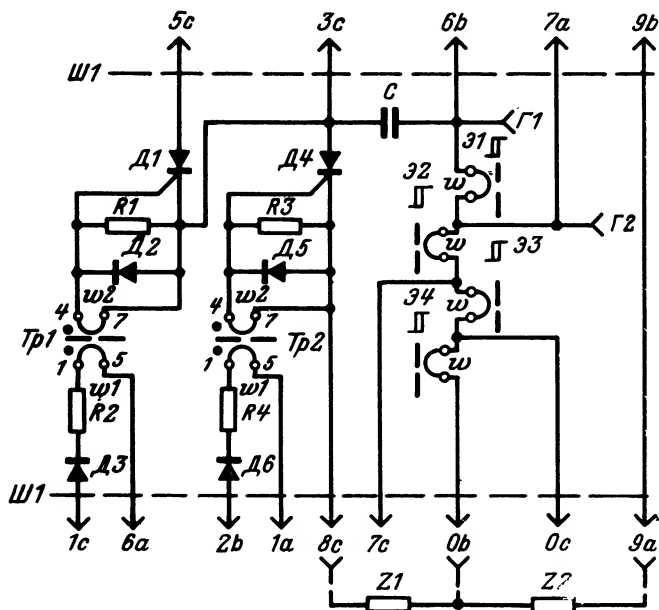 5c 3c 6b 7a 9b
Ш1
C Г1
Э1
Д1 Д4 Э2
w
R1 R3
Г2
Д2 Д5 w Э3
w2 w2 Э4 w
4 7 4 7
Тр1 Тр2
1 5 1 5 w
w1 w1
R2 R4
Д3 Д6
Ш1
1c 6a 2b 1a 8c 7c 0b 0c 9a
Z1 Z2